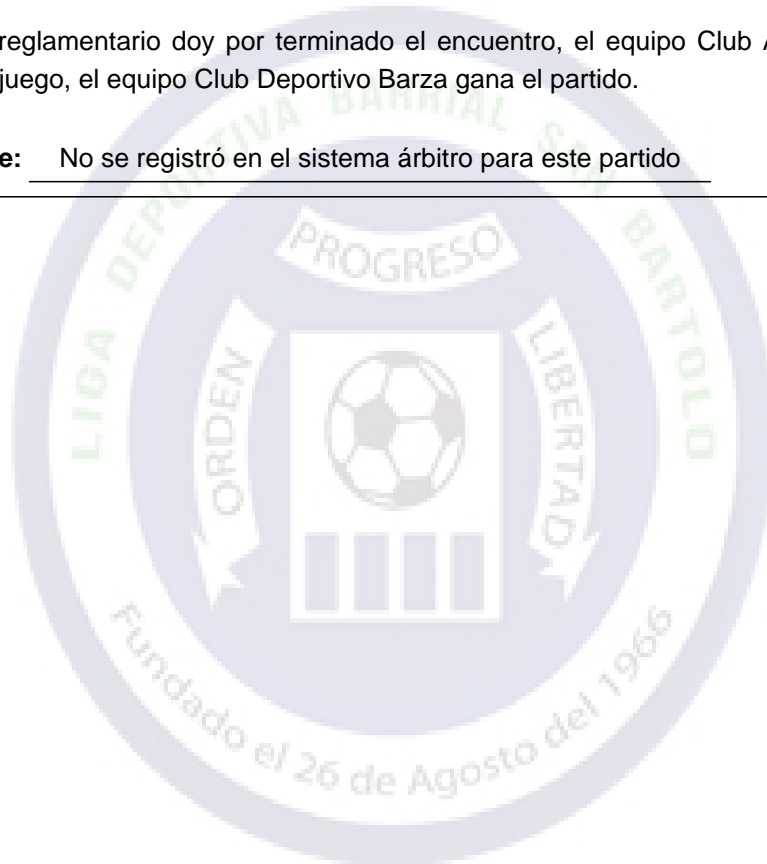 reglamentario doy por terminado el encuentro, el equipo Club A
juego, el equipo Club Deportivo Barza gana el partido.
e: No se registró en el sistema árbitro para este partido
LIGA DEPORTIVA BARRIAL SAN BARTOLO
PROGRESO
ORDEN
LIBERTAD
Fundado el 26 de Agosto del 1966